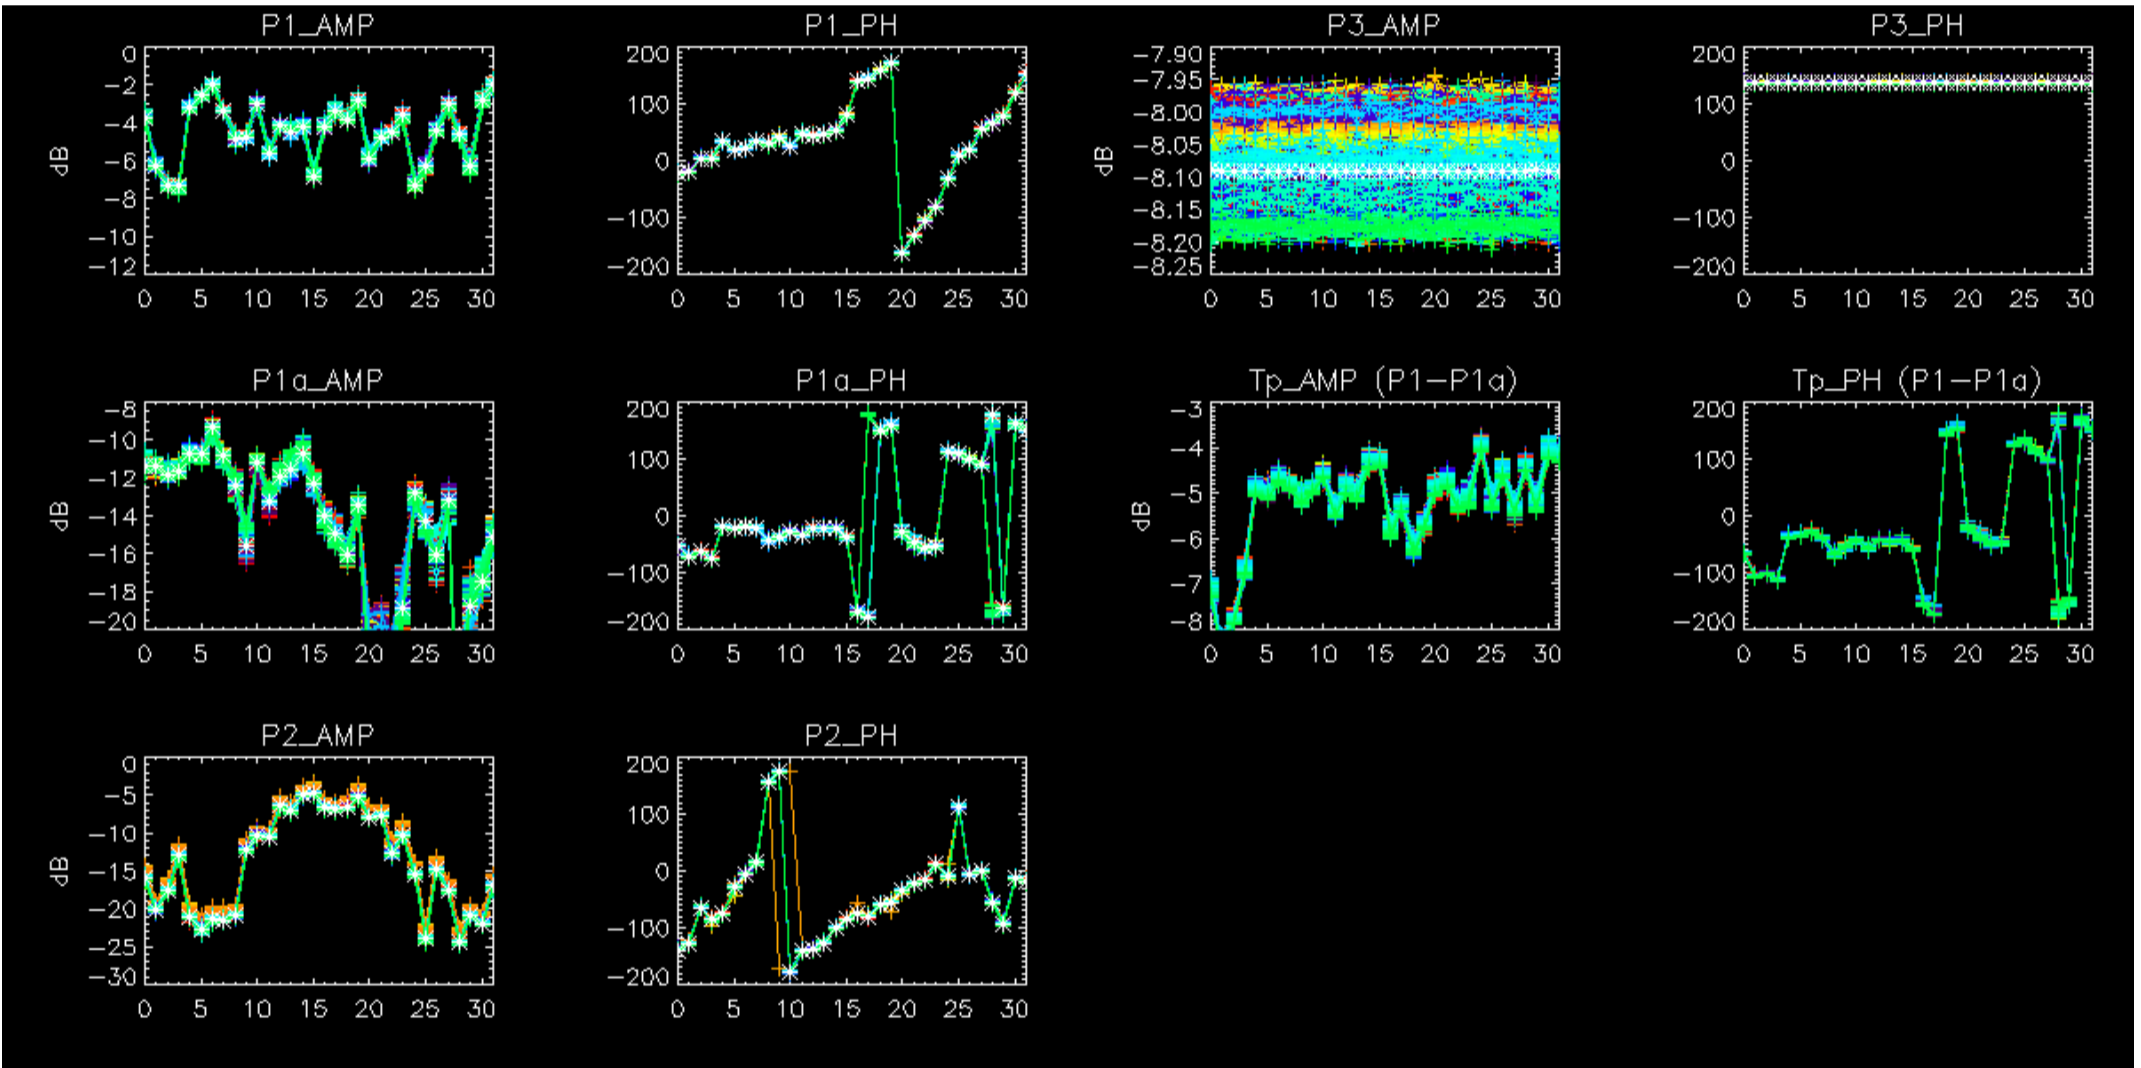 P1_AMP
0
−2
−4
−6
−8
−10
−12
dB
0 5 10 15 20 25 30
P1_PH
200
100
0
−100
−200
0 5 10 15 20 25 30
P3_AMP
−7.90
−7.95
−8.00
−8.05
−8.10
−8.15
−8.20
−8.25
dB
0 5 10 15 20 25 30
P3_PH
200
100
0
−100
−200
0 5 10 15 20 25 30
P1a_AMP
−8
−10
−12
−14
−16
−18
−20
dB
0 5 10 15 20 25 30
P1a_PH
200
100
0
−100
−200
0 5 10 15 20 25 30
Tp_AMP (P1−P1a)
−3
−4
−5
−6
−7
−8
dB
0 5 10 15 20 25 30
Tp_PH (P1−P1a)
200
100
0
−100
−200
0 5 10 15 20 25 30
P2_AMP
0
−5
−10
−15
−20
−25
−30
dB
0 5 10 15 20 25 30
P2_PH
200
100
0
−100
−200
0 5 10 15 20 25 30